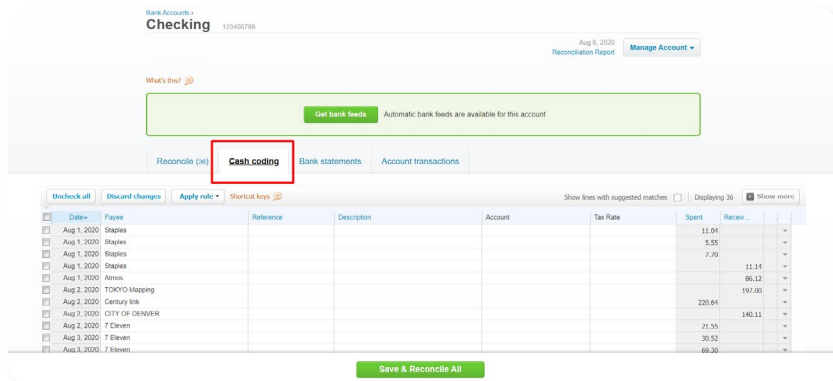 Bank Accounts ›
Checking 123456789
Aug 6, 2020
Reconciliation Report
Manage Account
What's this?
Get bank feeds Automatic bank feeds are available for this account
Reconcile (36) Cash coding Bank statements Account transactions
Uncheck all Discard changes Apply rule Shortcut keys Show lines with suggested matches Displaying 36 Show more
Date Payee Reference Description Account Tax Rate Spent Receiv...
Aug 1, 2020 Staples 11.04
Aug 1, 2020 Staples 5.55
Aug 1, 2020 Staples 7.70
Aug 1, 2020 Staples 11.14
Aug 1, 2020 Atmos 86.12
Aug 2, 2020 TOKYO Mapping 197.00
Aug 2, 2020 Century link 220.64
Aug 2, 2020 CITY OF DENVER 140.11
Aug 2, 2020 7 Eleven 21.55
Aug 3, 2020 7 Eleven 30.52
Aug 3, 2020 7 Eleven 69.30
Save & Reconcile All